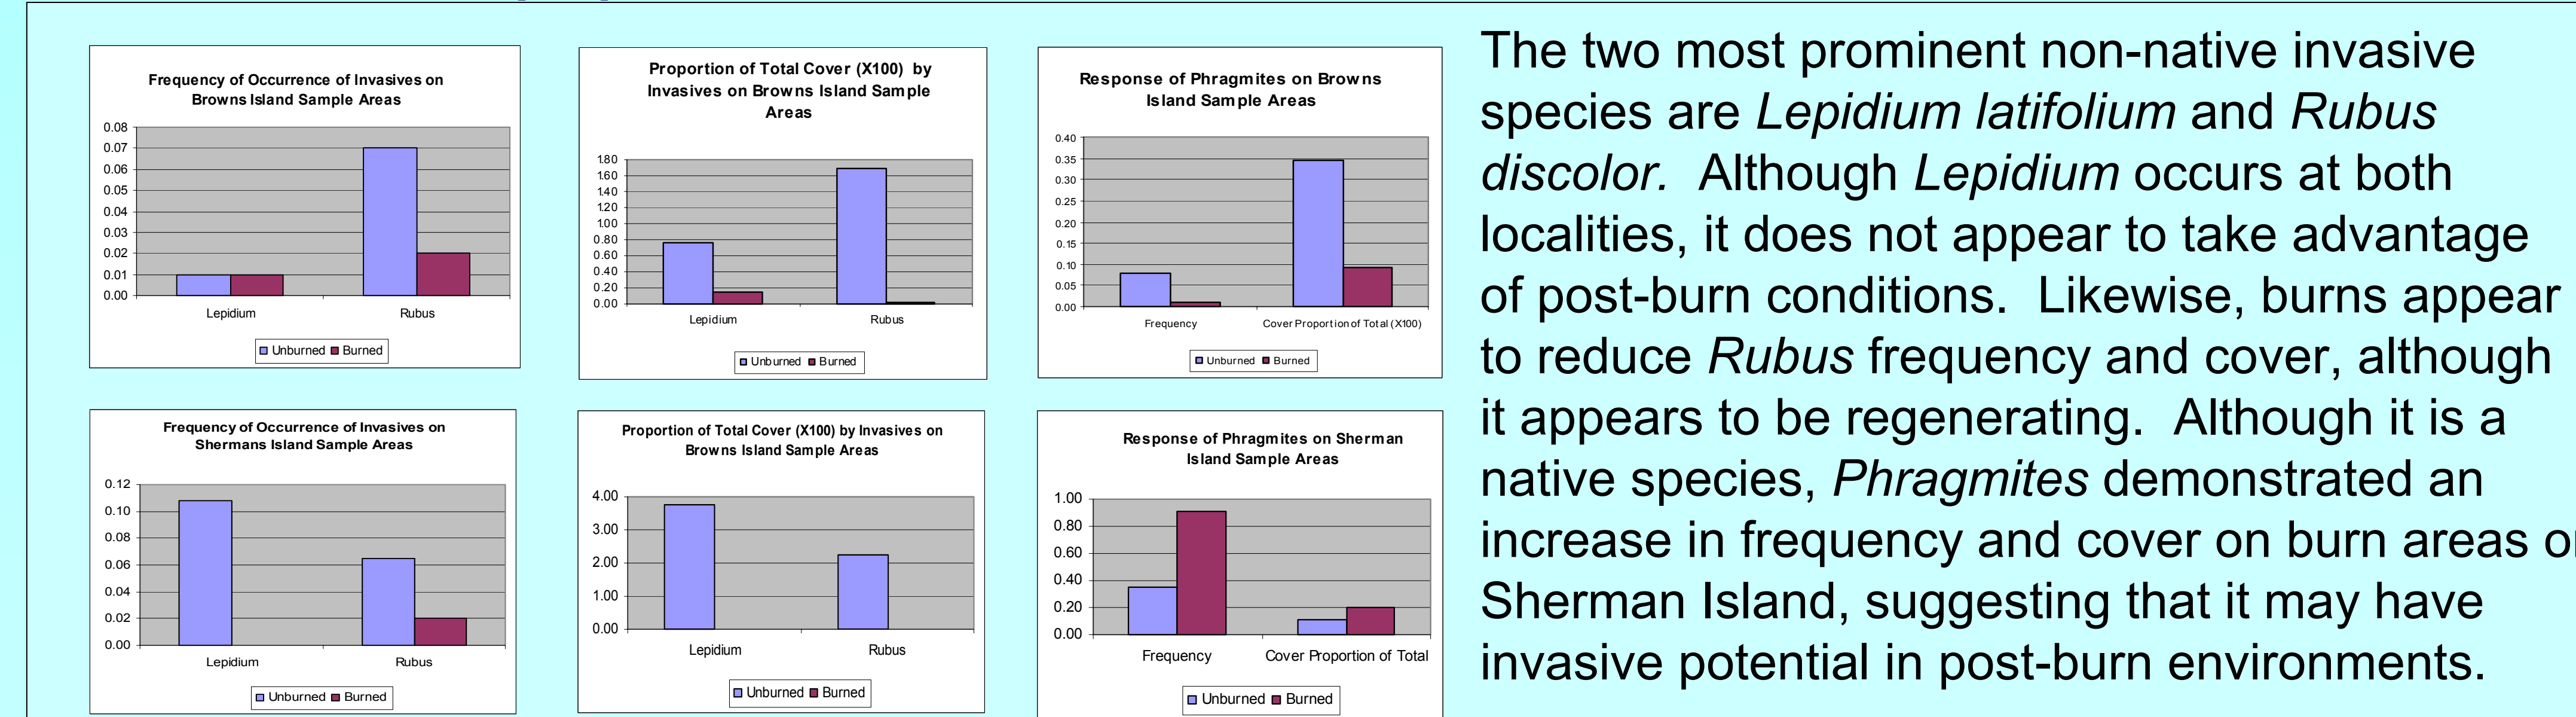 Frequency of Occurrence of Invasives on
Browns Island Sample Areas
0.08
0.07
0.06
0.05
0.04
0.03
0.02
0.01
0.00
Lepidium Rubus
Unburned Burned
Proportion of Total Cover (X100) by
Invasives on Browns Island Sample
Areas
1.80
1.60
1.40
1.20
1.00
0.80
0.60
0.40
0.20
0.00
Lepidium Rubus
Unburned Burned
Response of Phragmites on Browns
Island Sample Areas
0.40
0.35
0.30
0.25
0.20
0.15
0.10
0.05
0.00
Frequency Cover Proportion of Total (X100)
Unburned Burned
Frequency of Occurrence of Invasives on
Shermans Island Sample Areas
0.12
0.10
0.08
0.06
0.04
0.02
0.00
Lepidium Rubus
Unburned Burned
Proportion of Total Cover (X100) by Invasives on
Browns Island Sample Areas
4.00
3.00
2.00
1.00
0.00
Lepidium Rubus
Unburned Burned
Response of Phragmites on Sherman
Island Sample Areas
1.00
0.80
0.60
0.40
0.20
0.00
Frequency Cover Proportion of Total
Unburned Burned
The two most prominent non-native invasive
species are Lepidium latifolium and Rubus
discolor. Although Lepidium occurs at both
localities, it does not appear to take advantage
of post-burn conditions. Likewise, burns appear
to reduce Rubus frequency and cover, although
it appears to be regenerating. Although it is a
native species, Phragmites demonstrated an
increase in frequency and cover on burn areas
Sherman Island, suggesting that it may have
invasive potential in post-burn environments.